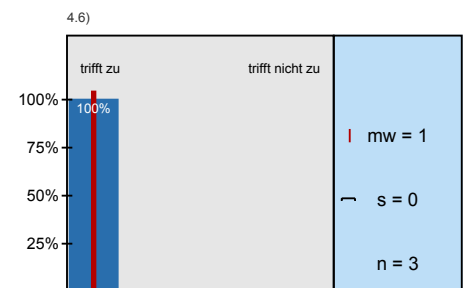 4.6)
trifft zu trifft nicht zu
100%
100%
mw = 1
75%
50%
s = 0
25%
n = 3